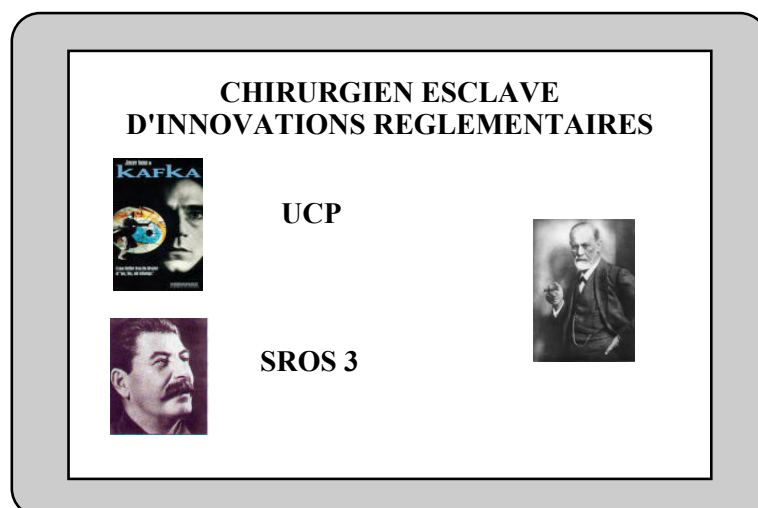 CHIRURGIEN ESCLAVE
D'INNOVATIONS REGLEMENTAIRES
KAFKA
UCP
SROS 3